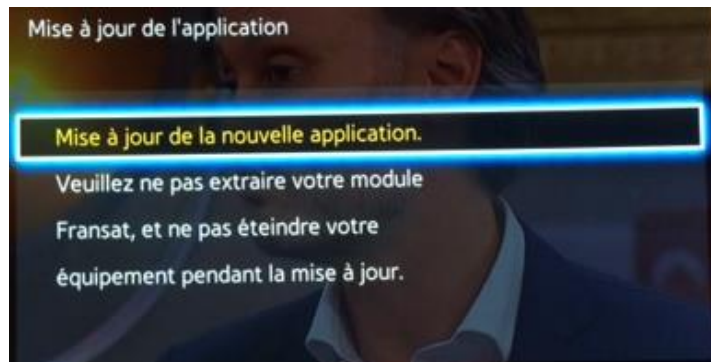 Mise à jour de l'application
Mise à jour de la nouvelle application.
Veuillez ne pas extraire votre module
Fransat, et ne pas éteindre votre
équipement pendant la mise à jour.